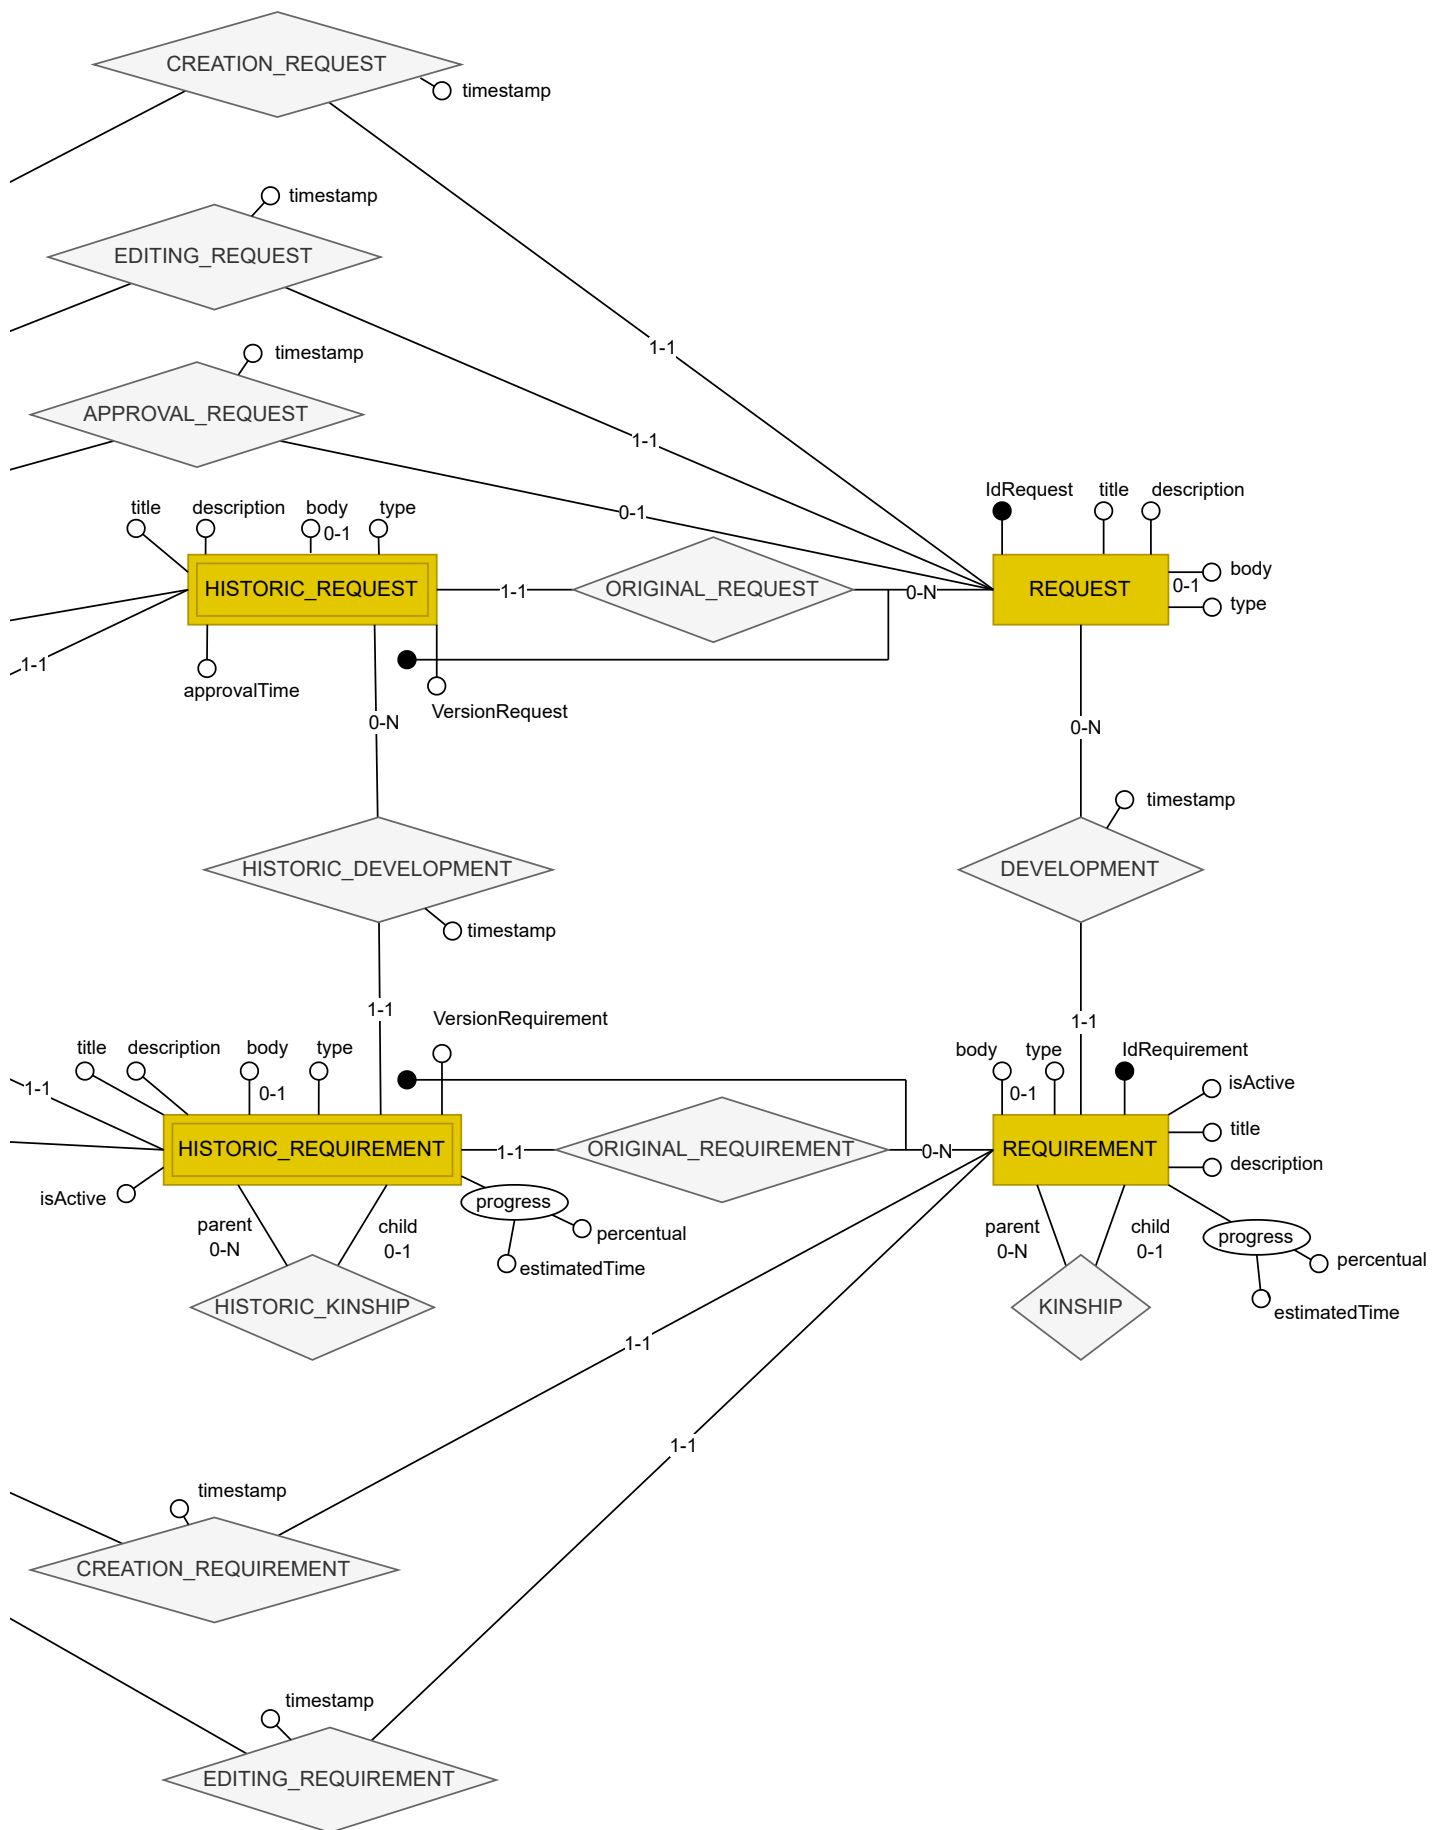 CREATION_REQUEST
timestamp
timestamp
EDITING_REQUEST
1-1
timestamp
APPROVAL_REQUEST
1-1
0-1
title
description
body
0-1
type
IdRequest
title
description
HISTORIC_REQUEST
1-1
ORIGINAL_REQUEST
0-N
REQUEST
body
0-1
type
1-1
approvalTime
VersionRequest
0-N
0-N
timestamp
HISTORIC_DEVELOPMENT
DEVELOPMENT
timestamp
1-1
VersionRequirement
1-1
title
description
body
0-1
type
body
0-1
type
IdRequirement
isActive
1-1
title
HISTORIC_REQUIREMENT
1-1
ORIGINAL_REQUIREMENT
0-N
REQUIREMENT
description
isActive
progress
percentual
estimatedTime
parent
0-N
child
0-1
parent
0-N
child
0-1
progress
percentual
estimatedTime
HISTORIC_KINSHIP
KINSHIP
1-1
1-1
timestamp
CREATION_REQUIREMENT
timestamp
EDITING_REQUIREMENT